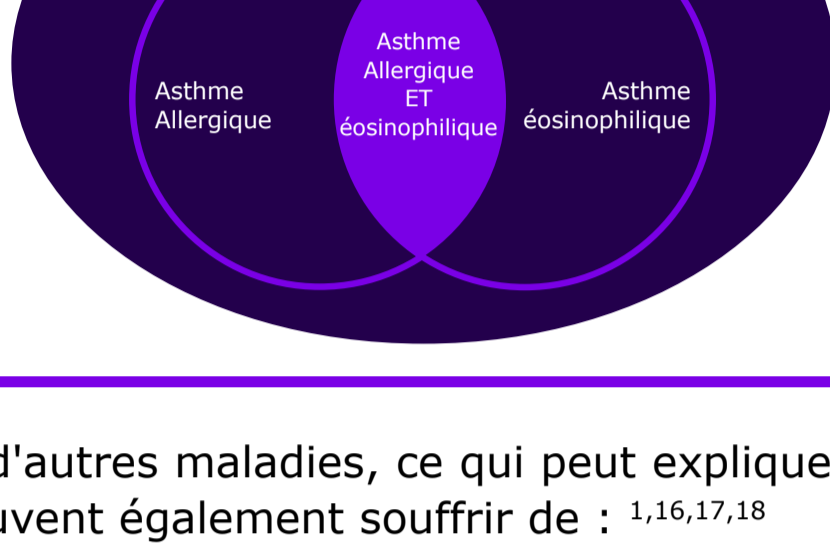 Asthme
Allergique
Asthme
Allergique
ET
éosinophilique
Asthme
éosinophilique
d'autres maladies, ce qui peut explique
uvent également souffrir de : 1,16,17,18